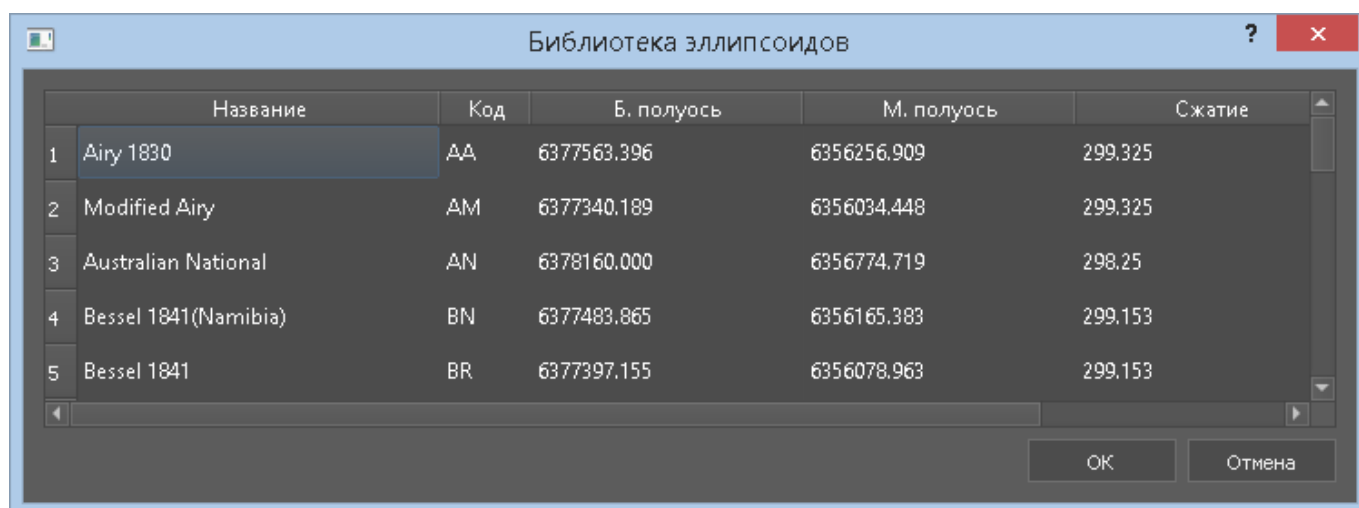 Библиотека эллипсоидов ? ×
Название Код Б. полуось М. полуось Сжатие
1 Airy 1830 AA 6377563.396 6356256.909 299.325
2 Modified Airy AM 6377340.189 6356034.448 299.325
3 Australian National AN 6378160.000 6356774.719 298.25
4 Bessel 1841(Namibia) BN 6377483.865 6356165.383 299.153
5 Bessel 1841 BR 6377397.155 6356078.963 299.153
ОК Отмена